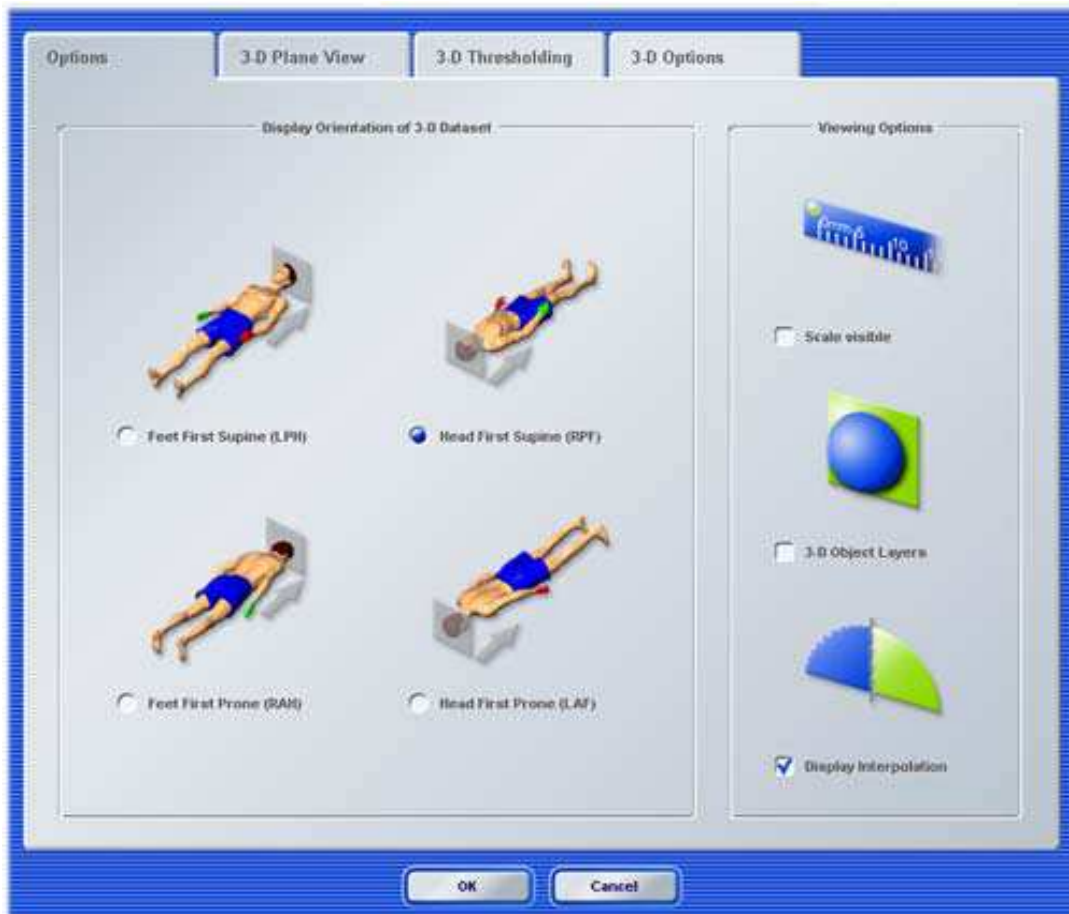 Options
3-D Plane View
3-D Thresholding
3-D Options
Display Orientation of 3-D Dataset
Viewing Options
10
Scale visible
Feet First Supine (LPH)
Head First Supine (RPF)
3-D Object Layers
Feet First Prone (RAH)
Head First Prone (LAF)
Display Interpolation
OK
Cancel